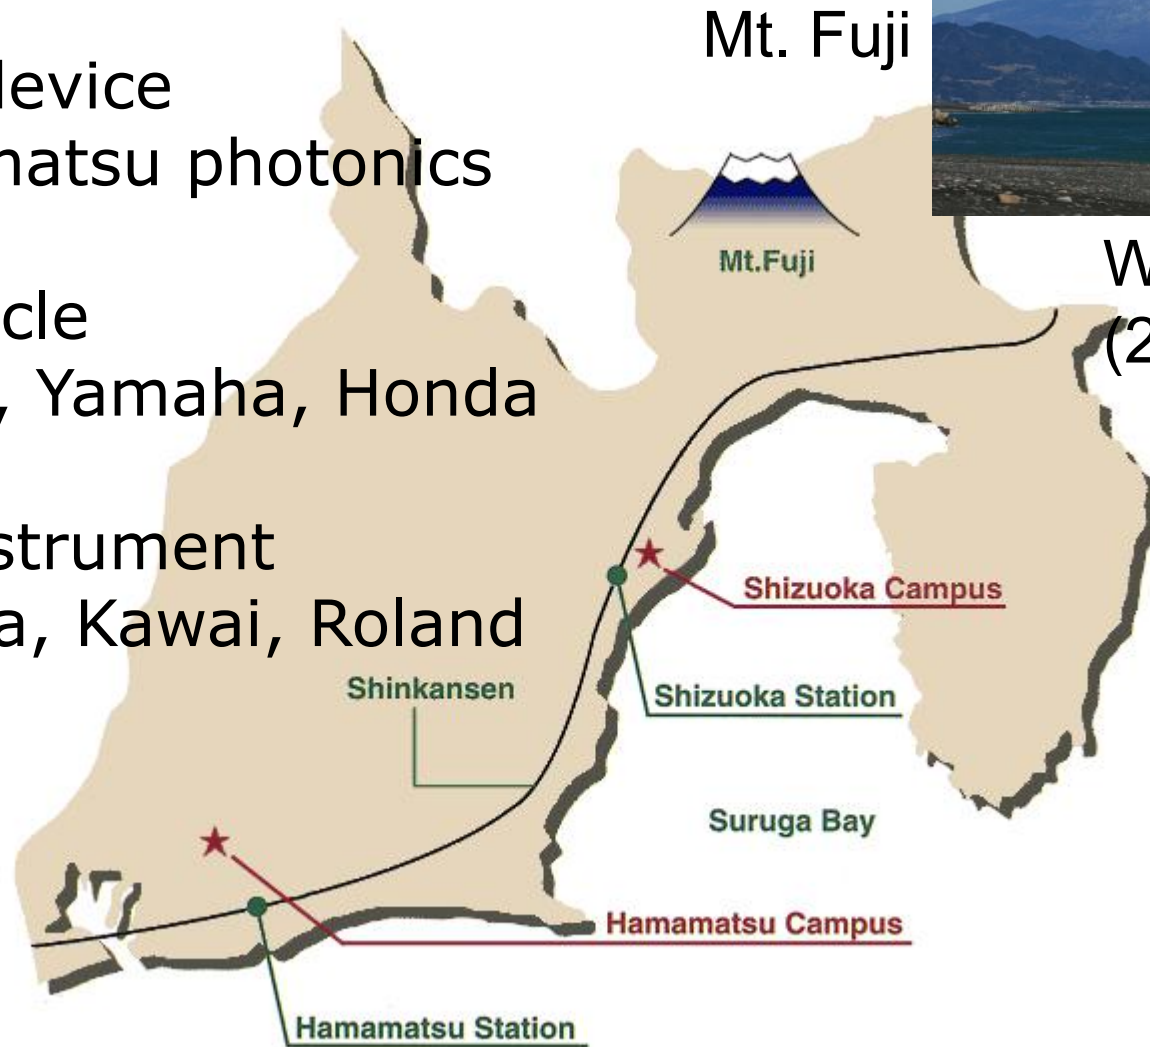 Mt. Fuji
device
matsu photonics
Mt.Fuji
cle
, Yamaha, Honda
strument
a, Kawai, Roland
W
(2
Shizuoka Campus
Shinkansen
Shizuoka Station
Suruga Bay
Hamamatsu Campus
Hamamatsu Station